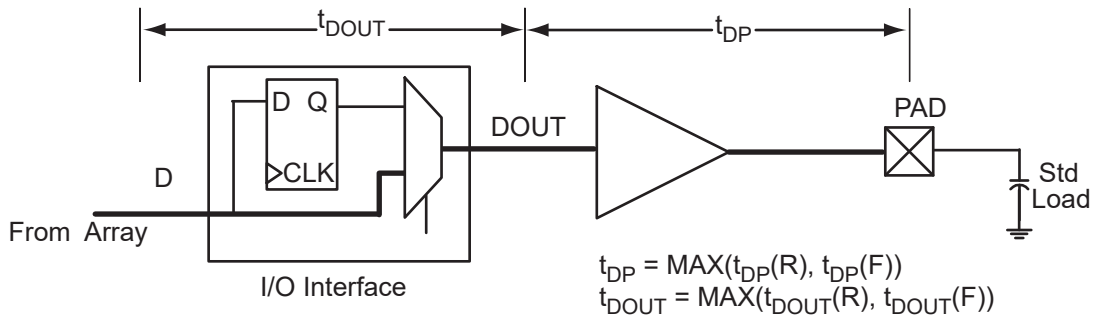 tDOUT
tDP
D Q
CLK
DOUT
PAD
D
Std
Load
From Array
I/O Interface
tDP = MAX(tDP(R), tDP(F))
tDOUT = MAX(tDOUT(R), tDOUT(F))